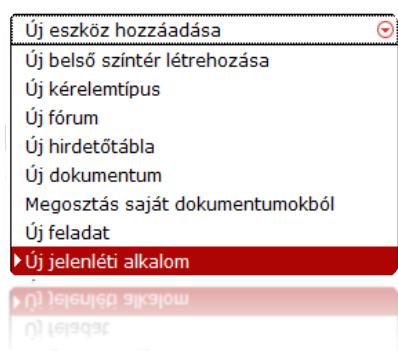 Új eszköz hozzáadása
Új belső színtér létrehozása
Új kérelemtípus
Új fórum
Új hirdetőtábla
Új dokumentum
Megosztás saját dokumentumokból
Új feladat
Új jelenléti alkalom